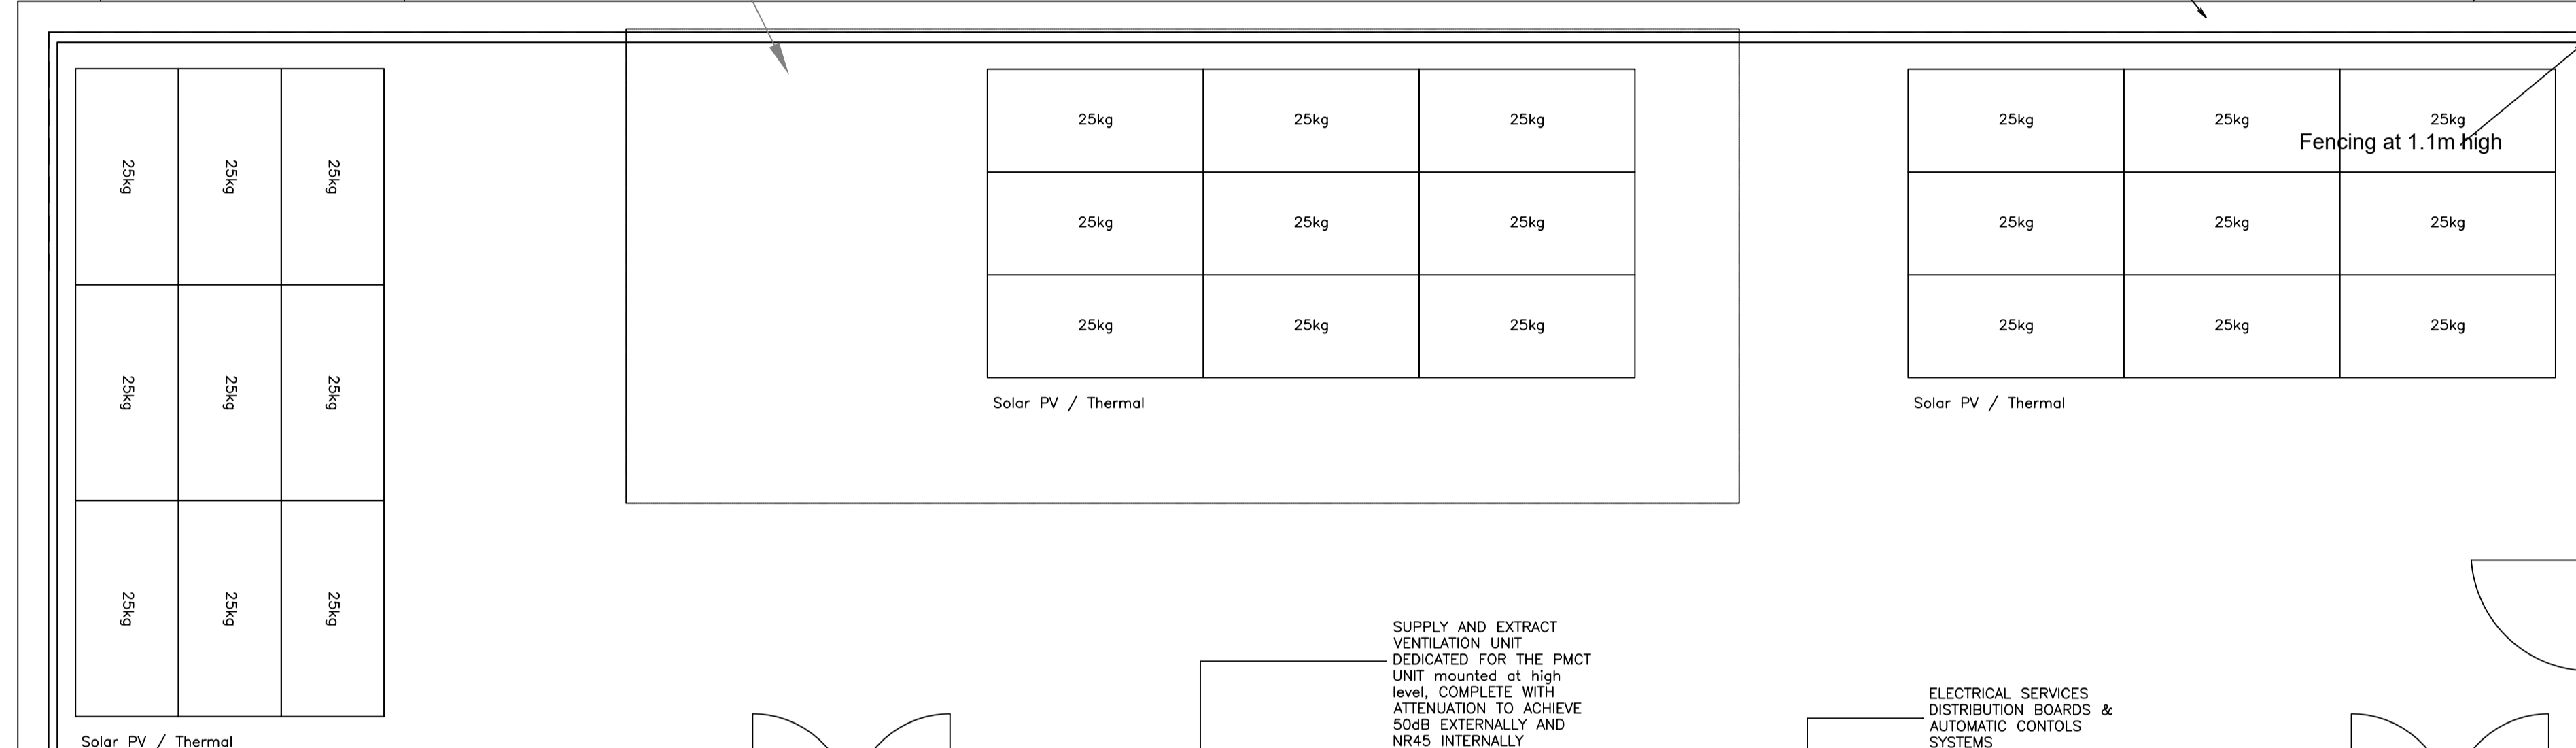 25kg 25kg 25kg
25kg 25kg 25kg
25kg 25kg 25kg
Solar PV / Thermal
25kg 25kg 25kg
25kg 25kg 25kg
25kg 25kg 25kg
Solar PV / Thermal
25kg 25kg 25kg
Fencing at 1.1m high
25kg 25kg 25kg
25kg 25kg 25kg
Solar PV / Thermal
SUPPLY AND EXTRACT
VENTILATION UNIT
DEDICATED FOR THE PMCT
UNIT mounted at high
level, COMPLETE WITH
ATTENUATION TO ACHIEVE
50dB EXTERNALLY AND
NR45 INTERNALLY
ELECTRICAL SERVICES
DISTRIBUTION BOARDS &
AUTOMATIC CONTOLS
SYSTEMS